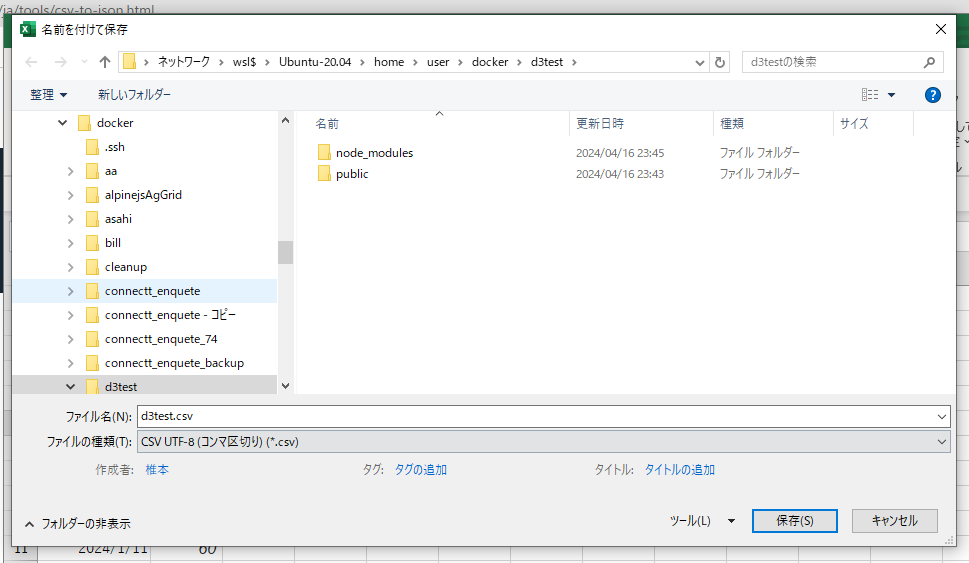 /ja/tools/csv-to-json.html
名前を付けて保存
ネットワーク › wsl$ › Ubuntu-20.04 › home › user › docker › d3test ›
d3testの検索
整理 新しいフォルダー
docker
.ssh
aa
alpinejsAgGrid
asahi
bill
cleanup
connectt_enquete
connectt_enquete - コピー
connectt_enquete_74
connectt_enquete_backup
d3test
名前 更新日時 種類 サイズ
node_modules 2024/04/16 23:45 ファイル フォルダー
public 2024/04/16 23:43 ファイル フォルダー
ファイル名(N): d3test.csv
ファイルの種類(T): CSV UTF-8 (コンマ区切り) (*.csv)
作成者: 椎本 タグ: タグの追加 タイトル: タイトルの追加
フォルダーの非表示
ツール(L) 保存(S) キャンセル
11 2024/1/11 60